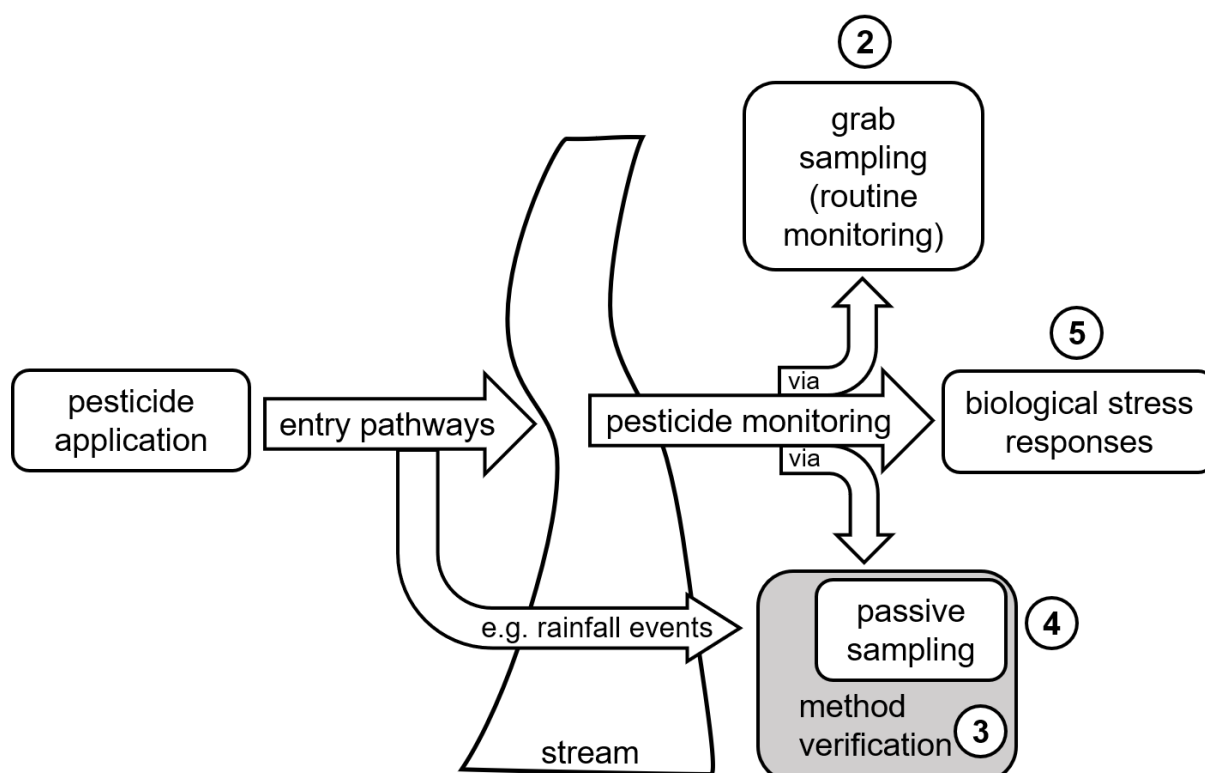 2
grab
sampling
(routine
monitoring)
5
via
pesticide
application
entry pathways
pesticide monitoring
biological stress
responses
via
e.g. rainfall events
passive
sampling
4
method
verification
3
stream